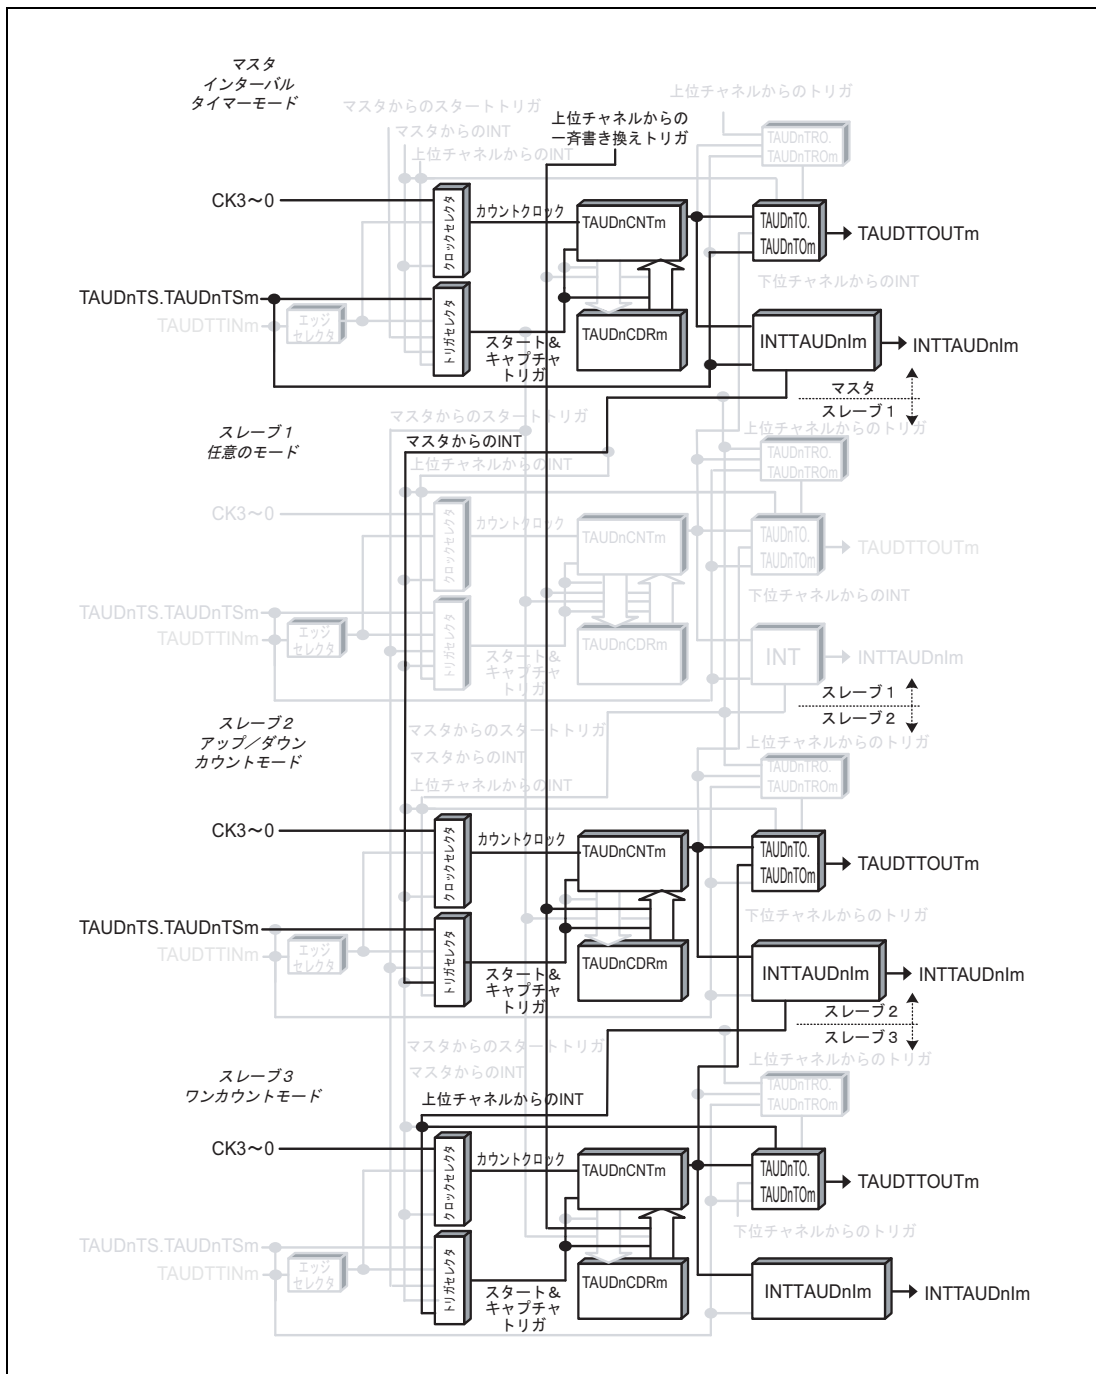 マスタ
インターバル
タイマーモード
マスタからのスタートトリガ
マスタからのINT
上位チャネルからのINT
上位チャネルからの
一斉書き換えトリガ
上位チャネルからのトリガ
TAUDnTRO.
TAUDnTROm
CK3～0
クロックセレクタ
カウントクロック
TAUDnCNTm
TAUDnTO.
TAUDnTOm
TAUDTTOUTm
下位チャネルからのINT
TAUDnTS.TAUDnTSm
TAUDTTINm
エッジ
セレクタ
トリガセレクタ
スタート＆
キャプチャ
トリガ
TAUDnCDRm
INTTAUDnIm
INTTAUDnIm
マスタ
スレーブ1
スレーブ1
任意のモード
マスタからのスタートトリガ
マスタからのINT
上位チャネルからのINT
上位チャネルからのトリガ
TAUDnTRO.
TAUDnTROm
CK3～0
クロックセレクタ
カウントクロック
TAUDnCNTm
TAUDnTO.
TAUDnTOm
TAUDTTOUTm
下位チャネルからのINT
TAUDnTS.TAUDnTSm
TAUDTTINm
エッジ
セレクタ
トリガセレクタ
スタート＆
キャプチャ
トリガ
TAUDnCDRm
INT
INTTAUDnIm
スレーブ1
スレーブ2
スレーブ2
アップ／ダウン
カウントモード
マスタからのスタートトリガ
マスタからのINT
上位チャネルからのINT
上位チャネルからのトリガ
TAUDnTRO.
TAUDnTROm
CK3～0
クロックセレクタ
カウントクロック
TAUDnCNTm
TAUDnTO.
TAUDnTOm
TAUDTTOUTm
下位チャネルからのトリガ
TAUDnTS.TAUDnTSm
TAUDTTINm
エッジ
セレクタ
トリガセレクタ
スタート＆
キャプチャ
トリガ
TAUDnCDRm
INTTAUDnIm
INTTAUDnIm
スレーブ2
スレーブ3
スレーブ3
ワンカウントモード
マスタからのスタートトリガ
マスタからのINT
上位チャネルからのINT
上位チャネルからのトリガ
TAUDnTRO.
TAUDnTROm
CK3～0
クロックセレクタ
カウントクロック
TAUDnCNTm
TAUDnTO.
TAUDnTOm
TAUDTTOUTm
下位チャネルからのトリガ
TAUDnTS.TAUDnTSm
TAUDTTINm
エッジ
セレクタ
トリガセレクタ
スタート＆
キャプチャ
トリガ
TAUDnCDRm
INTTAUDnIm
INTTAUDnIm